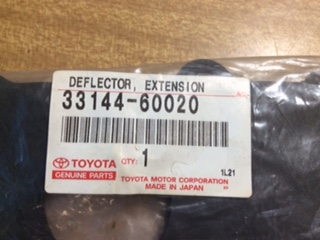 DEFLECTOR, EXTENSION
33144-60020
TOYOTA QTY: 1 1L21
GENUINE PARTS TOYOTA MOTOR CORPORATION
MADE IN JAPAN